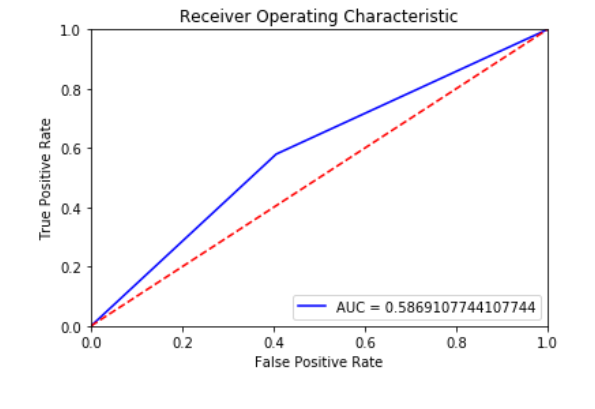 Receiver Operating Characteristic
1.0
0.8
0.6
0.4
0.2
0.0
True Positive Rate
AUC = 0.5869107744107744
0.0 0.2 0.4 0.6 0.8 1.0
False Positive Rate